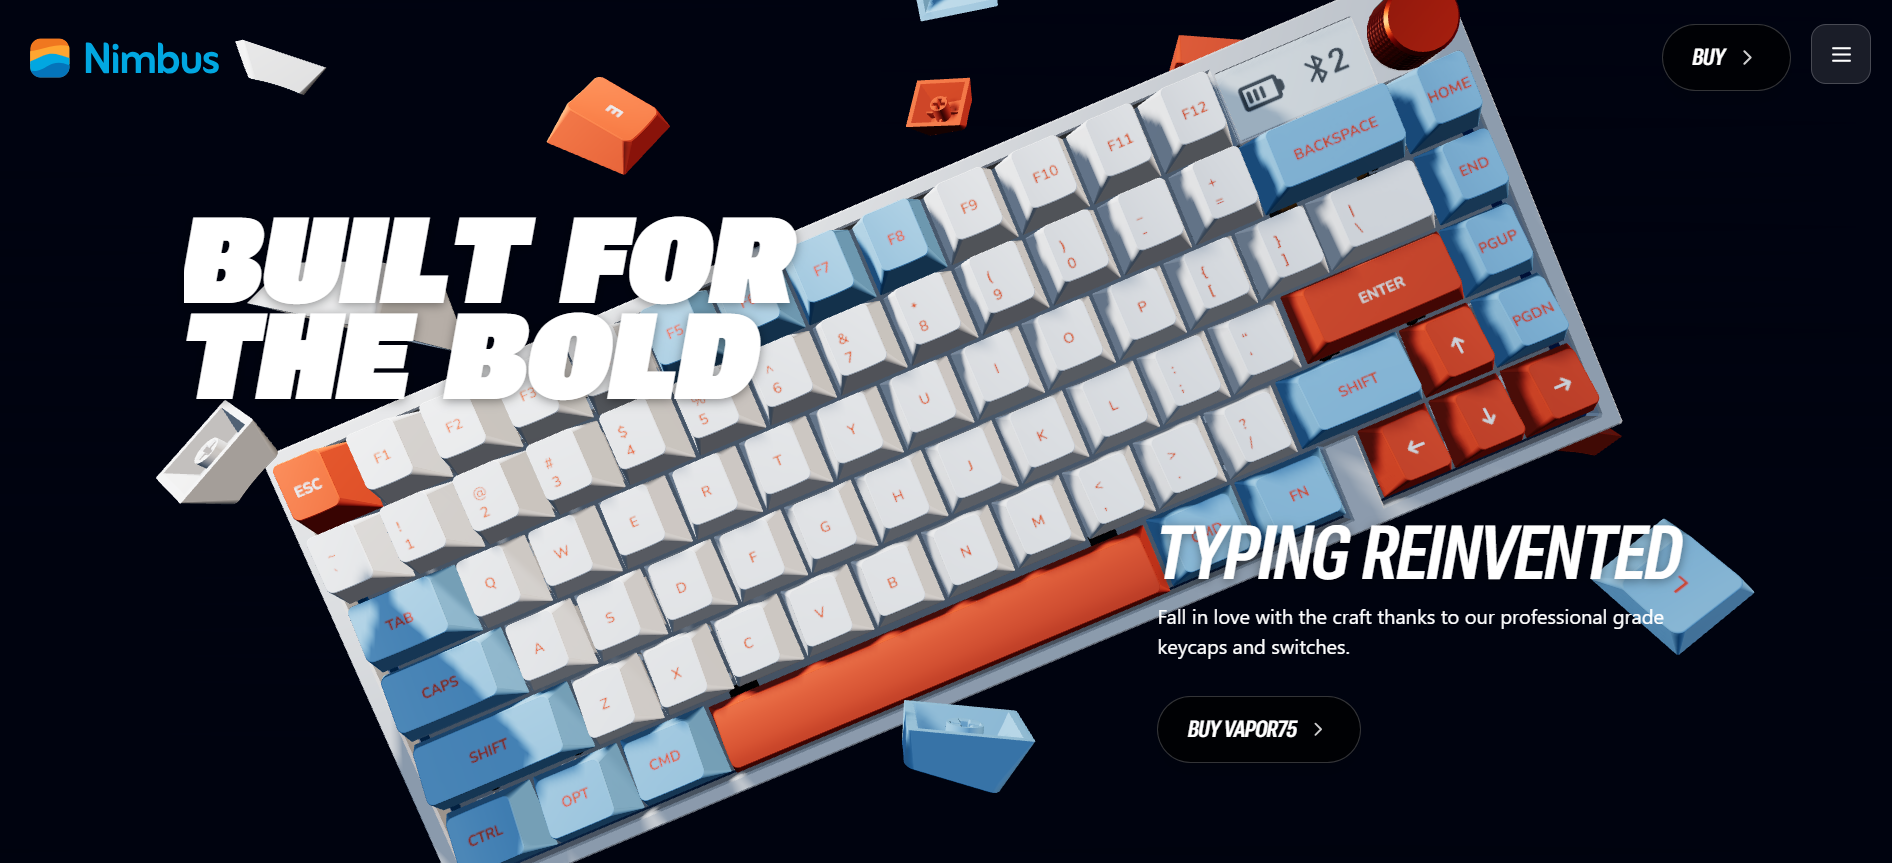 Nimbus
BUY
BUILT FOR
THE BOLD
TYPING REINVENTED
Fall in love with the craft thanks to our professional grade
keycaps and switches.
BUY VAPOR75
E
2
ESC
F1
F2
F3
F5
F7
F8
F9
F10
F11
F12
~
! 1
@ 2
# 3
$ 4
% 5
^ 6
& 7
* 8
( 9
) 0
_ -
+ =
BACKSPACE
HOME
TAB
Q
W
E
R
T
Y
U
I
O
P
{ [
} ]
| \
END
CAPS
A
S
D
F
G
H
J
K
L
: ;
" '
ENTER
PGUP
SHIFT
Z
X
C
V
B
N
M
< ,
> .
? /
SHIFT
↑
PGDN
CTRL
OPT
CMD
CMD
FN
←
↓
→